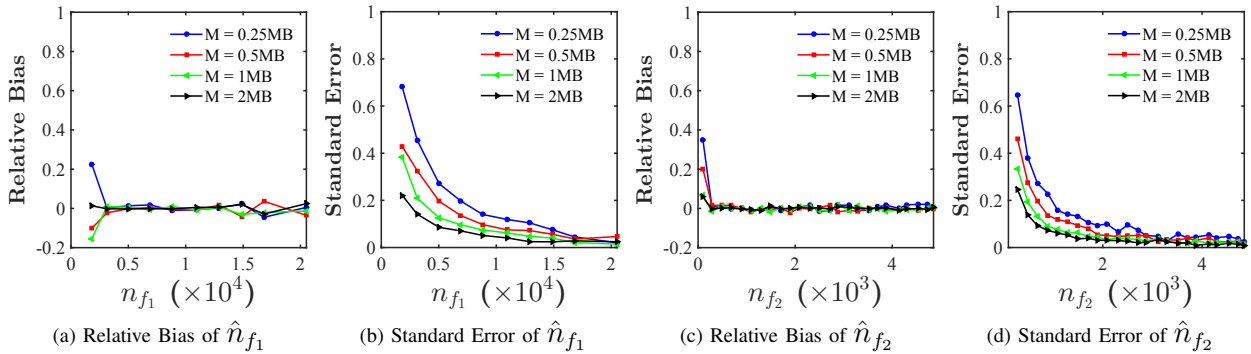 Relative Bias
1
0.8
0.6
0.4
0.2
0
-0.2
M = 0.25MB
M = 0.5MB
M = 1MB
M = 2MB
0 0.5 1 1.5 2
n_{f_1} (×10^4)
(a) Relative Bias of n̂_{f_1}
Standard Error
1
0.8
0.6
0.4
0.2
0
M = 0.25MB
M = 0.5MB
M = 1MB
M = 2MB
0 0.5 1 1.5 2
n_{f_1} (×10^4)
(b) Standard Error of n̂_{f_1}
Relative Bias
1
0.8
0.6
0.4
0.2
0
-0.2
M = 0.25MB
M = 0.5MB
M = 1MB
M = 2MB
0 2 4
n_{f_2} (×10^3)
(c) Relative Bias of n̂_{f_2}
Standard Error
1
0.8
0.6
0.4
0.2
0
M = 0.25MB
M = 0.5MB
M = 1MB
M = 2MB
0 2 4
n_{f_2} (×10^3)
(d) Standard Error of n̂_{f_2}